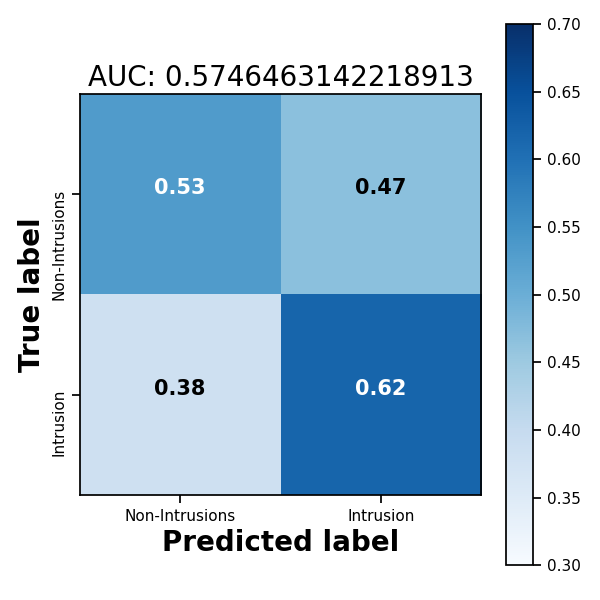 AUC: 0.5746463142218913
True label
Non-Intrusions
Intrusion
0.53
0.47
0.38
0.62
Non-Intrusions
Intrusion
Predicted label
0.70
0.65
0.60
0.55
0.50
0.45
0.40
0.35
0.30